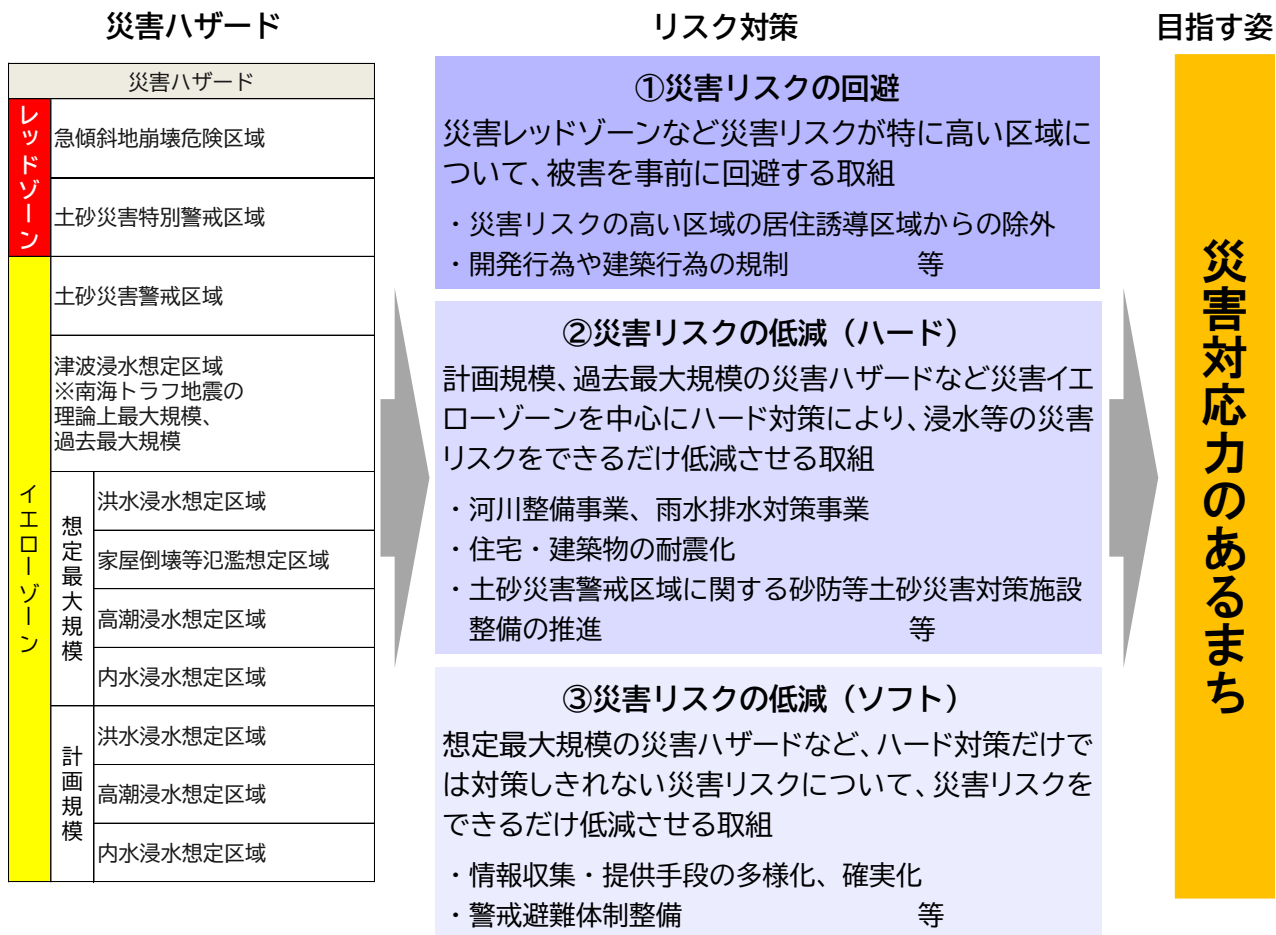 災害ハザード
リスク対策
目指す姿
災害ハザード
レッドゾーン
急傾斜地崩壊危険区域
土砂災害特別警戒区域
イエローゾーン
土砂災害警戒区域
津波浸水想定区域
※南海トラフ地震の
理論上最大規模、
過去最大規模
想定最大規模
洪水浸水想定区域
家屋倒壊等氾濫想定区域
高潮浸水想定区域
内水浸水想定区域
計画規模
洪水浸水想定区域
高潮浸水想定区域
内水浸水想定区域
①災害リスクの回避
災害レッドゾーンなど災害リスクが特に高い区域に
ついて、被害を事前に回避する取組
・災害リスクの高い区域の居住誘導区域からの除外
・開発行為や建築行為の規制 等
②災害リスクの低減（ハード）
計画規模、過去最大規模の災害ハザードなど災害イエ
ローゾーンを中心にハード対策により、浸水等の災害
リスクをできるだけ低減させる取組
・河川整備事業、雨水排水対策事業
・住宅・建築物の耐震化
・土砂災害警戒区域に関する砂防等土砂災害対策施設
整備の推進 等
③災害リスクの低減（ソフト）
想定最大規模の災害ハザードなど、ハード対策だけで
は対策しきれない災害リスクについて、災害リスクを
できるだけ低減させる取組
・情報収集・提供手段の多様化、確実化
・警戒避難体制整備 等
災害対応力のあるまち